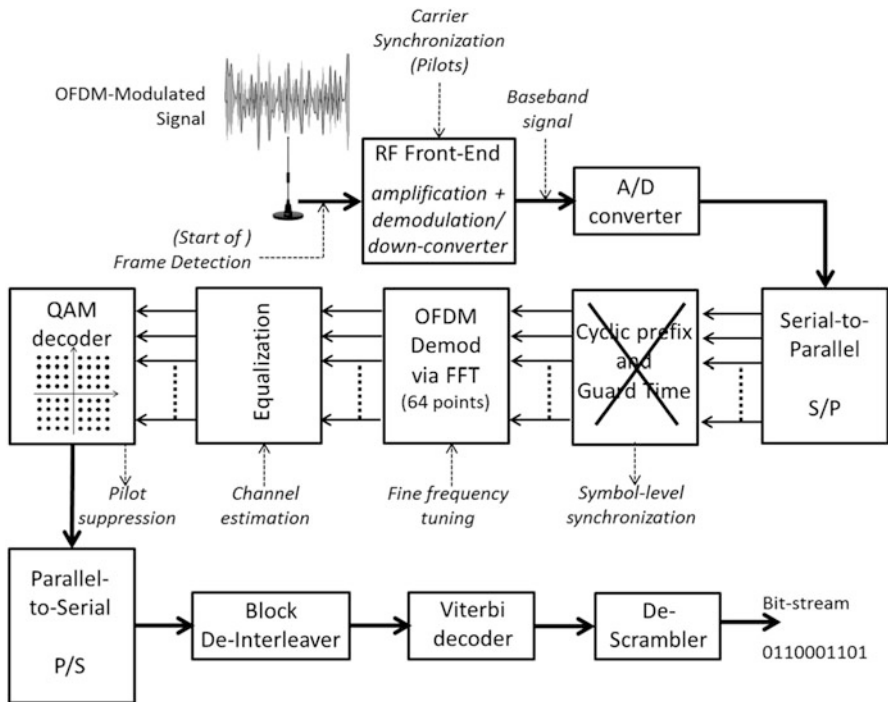 Carrier
Synchronization
(Pilots)
OFDM-Modulated
Signal
Baseband
signal
RF Front-End
amplification +
demodulation/
down-converter
A/D
converter
(Start of )
Frame Detection
QAM
decoder
Equalization
OFDM
Demod
via FFT
(64 points)
Cyclic prefix
and
Guard Time
Serial-to-
Parallel
S/P
Pilot
suppression
Channel
estimation
Fine frequency
tuning
Symbol-level
synchronization
Parallel-
to-Serial
P/S
Block
De-Interleaver
Viterbi
decoder
De-
Scrambler
Bit-stream
0110001101